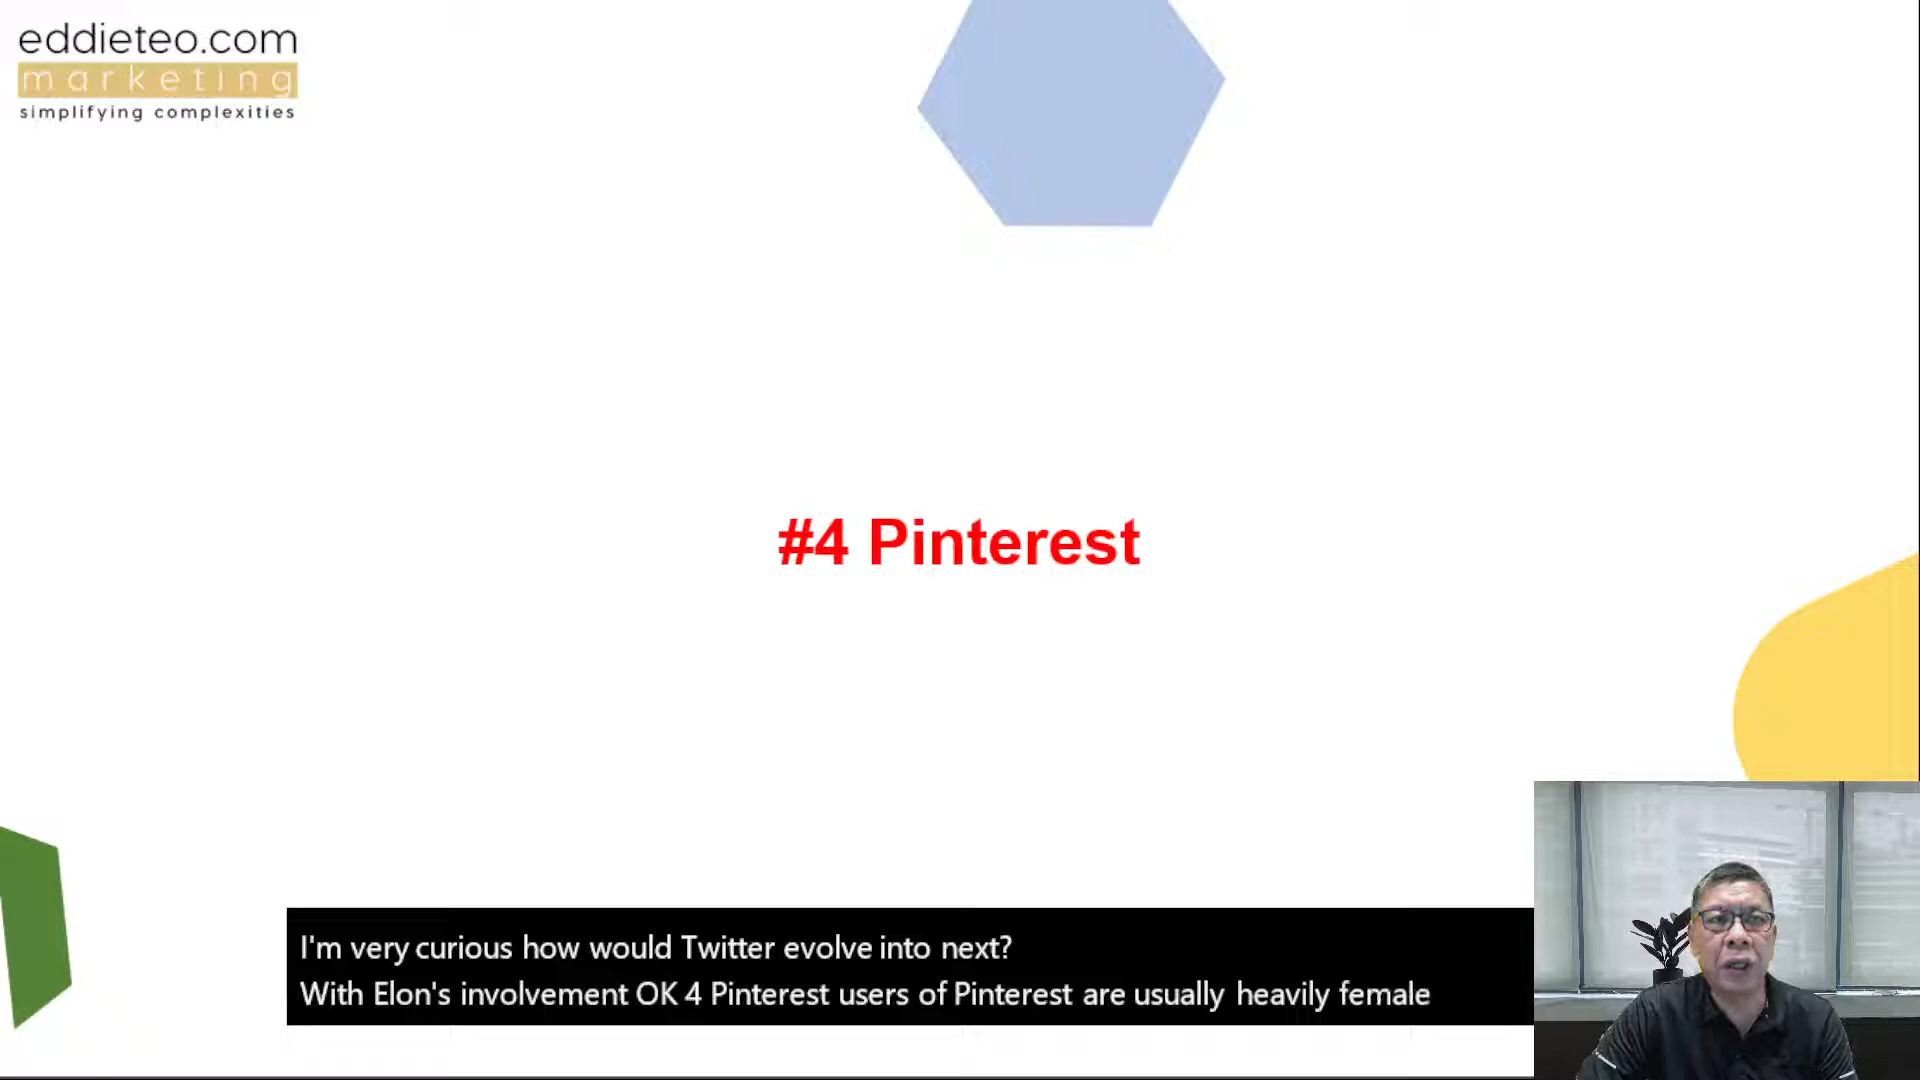 eddieteo.com
marketing
simplifying complexities
#4 Pinterest
I'm very curious how would Twitter evolve into next?
With Elon's involvement OK 4 Pinterest users of Pinterest are usually heavily female